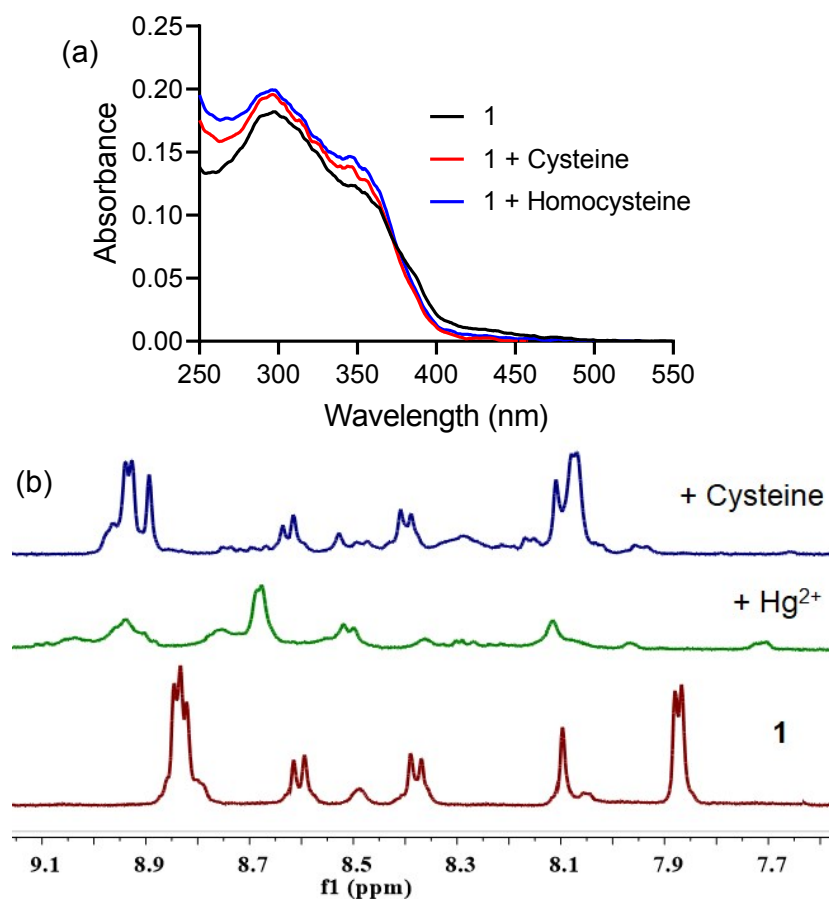 (a)
Absorbance
0.25
0.20
0.15
0.10
0.05
0.00
1
1 + Cysteine
1 + Homocysteine
250 300 350 400 450 500 550
Wavelength (nm)
(b)
+ Cysteine
+ Hg²⁺
1
9.1 8.9 8.7 8.5 8.3 8.1 7.9 7.7
f1 (ppm)